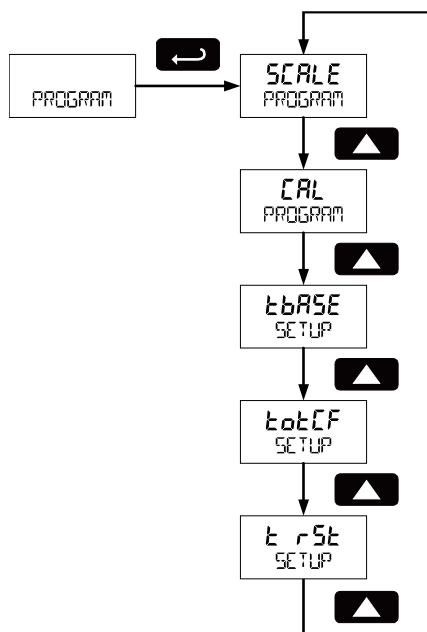 PROGRAM
SCALE
PROGRAM
CAL
PROGRAM
tbASE
SETUP
totCF
SETUP
t rSt
SETUP